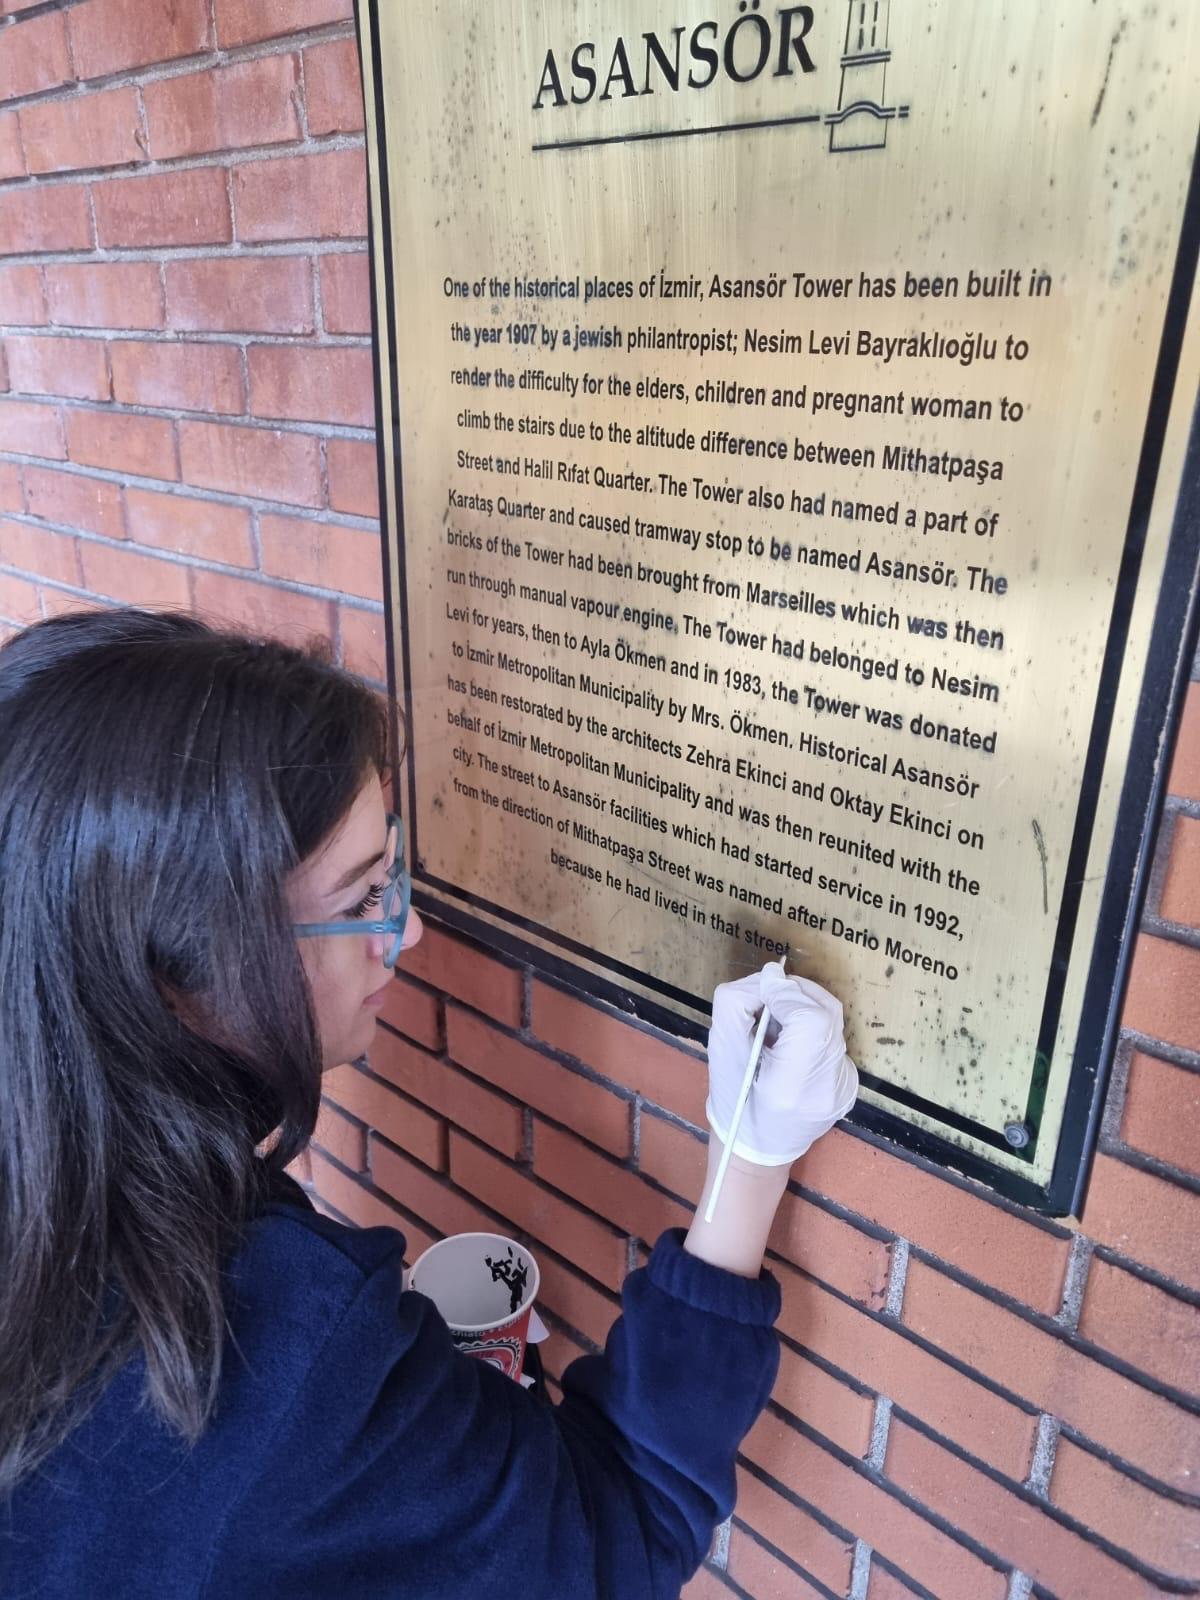 ASANSÖR
One of the historical places of İzmir, Asansör Tower has been built in
the year 1907 by a jewish philantropist; Nesim Levi Bayraklıoğlu to
render the difficulty for the elders, children and pregnant woman to
climb the stairs due to the altitude difference between Mithatpaşa
Street and Halil Rıfat Quarter. The Tower also had named a part of
Karataş Quarter and caused tramway stop to be named Asansör. The
bricks of the Tower had been brought from Marseilles which was then
run through manual vapour engine. The Tower had belonged to Nesim
Levi for years, then to Ayla Ökmen and in 1983, the Tower was donated
to İzmir Metropolitan Municipality by Mrs. Ökmen. Historical Asansör
has been restorated by the architects Zehra Ekinci and Oktay Ekinci on
behalf of İzmir Metropolitan Municipality and was then reunited with the
city. The street to Asansör facilities which had started service in 1992,
from the direction of Mithatpaşa Street was named after Dario Moreno
because he had lived in that street